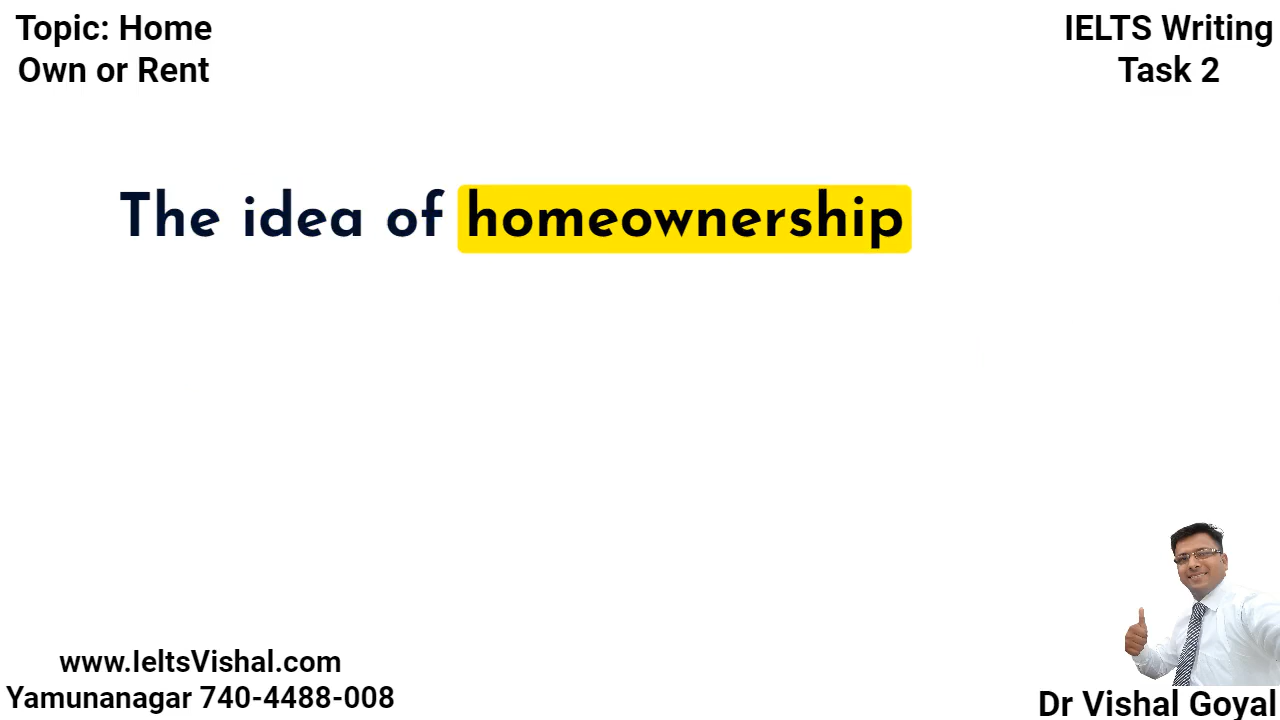 Topic: Home
Own or Rent
IELTS Writing
Task 2
The idea of homeownership
www.IeltsVishal.com
Yamunanagar 740-4488-008
Dr Vishal Goyal